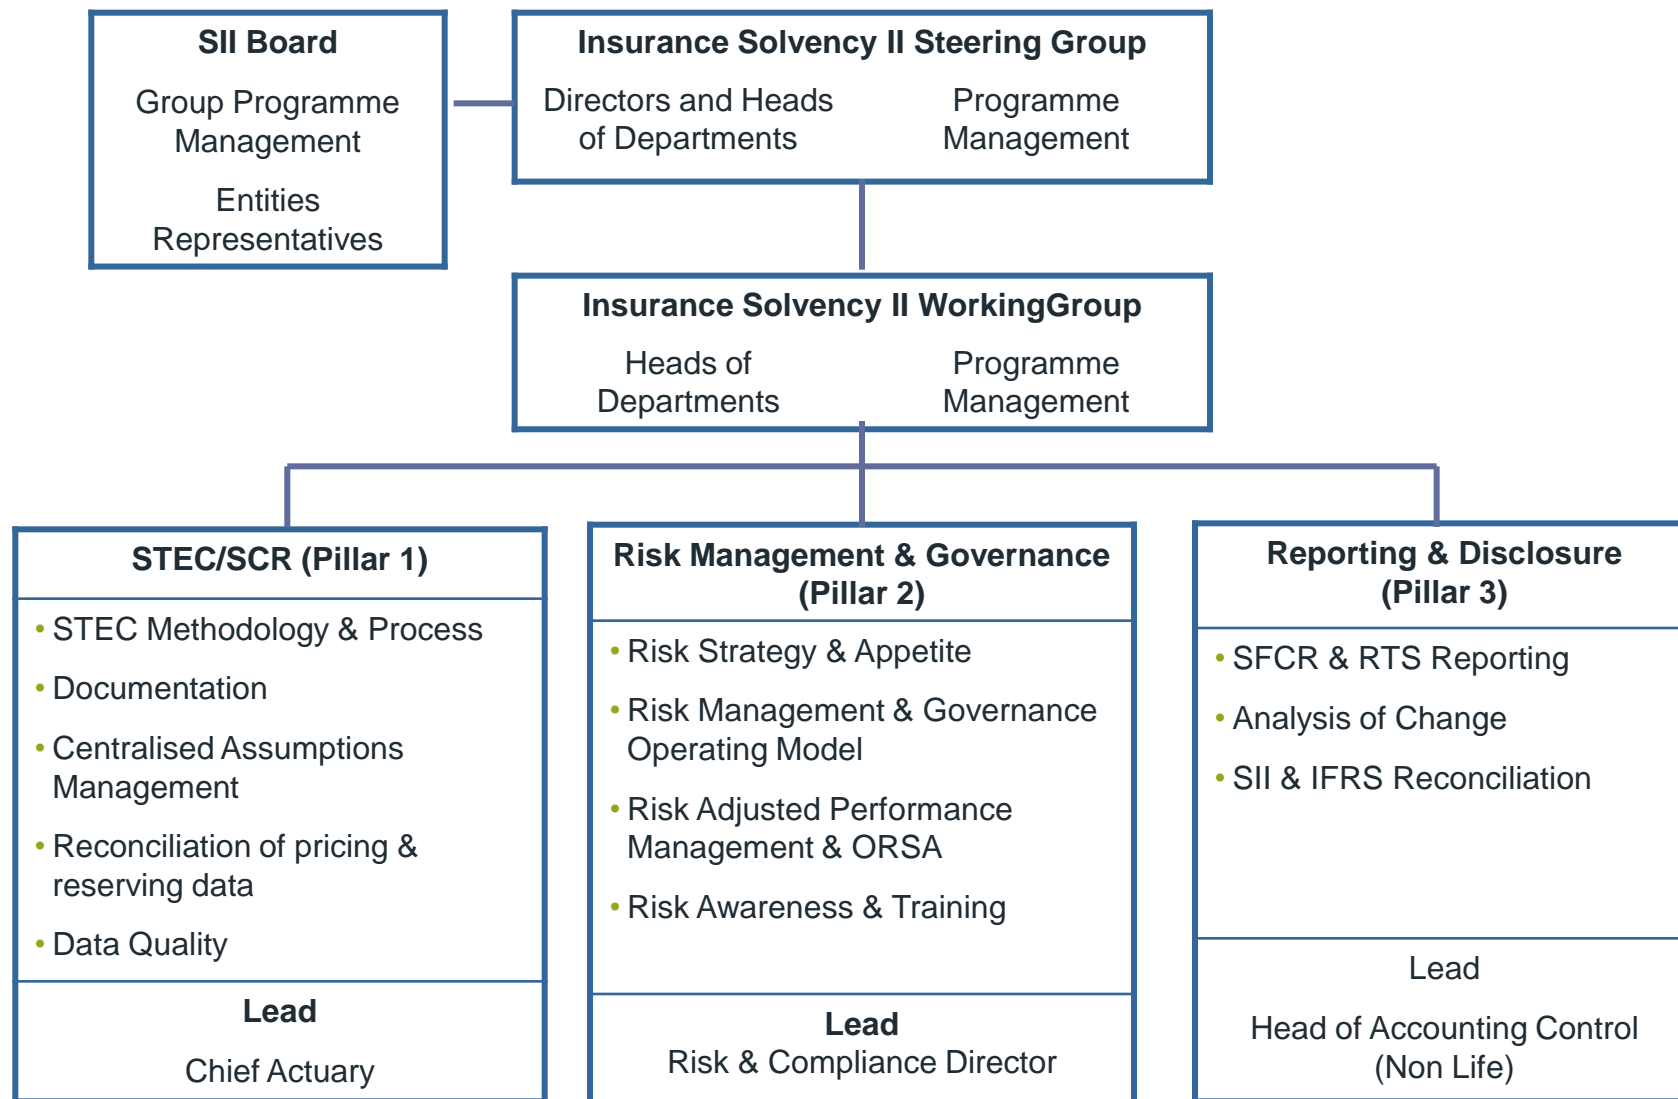 SII Board
Group Programme
Management
Entities
Representatives
Insurance Solvency II Steering Group
Directors and Heads
of Departments
Programme
Management
Insurance Solvency II WorkingGroup
Heads of
Departments
Programme
Management
STEC/SCR (Pillar 1)
• STEC Methodology & Process
• Documentation
• Centralised Assumptions
Management
• Reconciliation of pricing &
reserving data
• Data Quality
Lead
Chief Actuary
Risk Management & Governance
(Pillar 2)
• Risk Strategy & Appetite
• Risk Management & Governance
Operating Model
• Risk Adjusted Performance
Management & ORSA
• Risk Awareness & Training
Lead
Risk & Compliance Director
Reporting & Disclosure
(Pillar 3)
• SFCR & RTS Reporting
• Analysis of Change
• SII & IFRS Reconciliation
Lead
Head of Accounting Control
(Non Life)